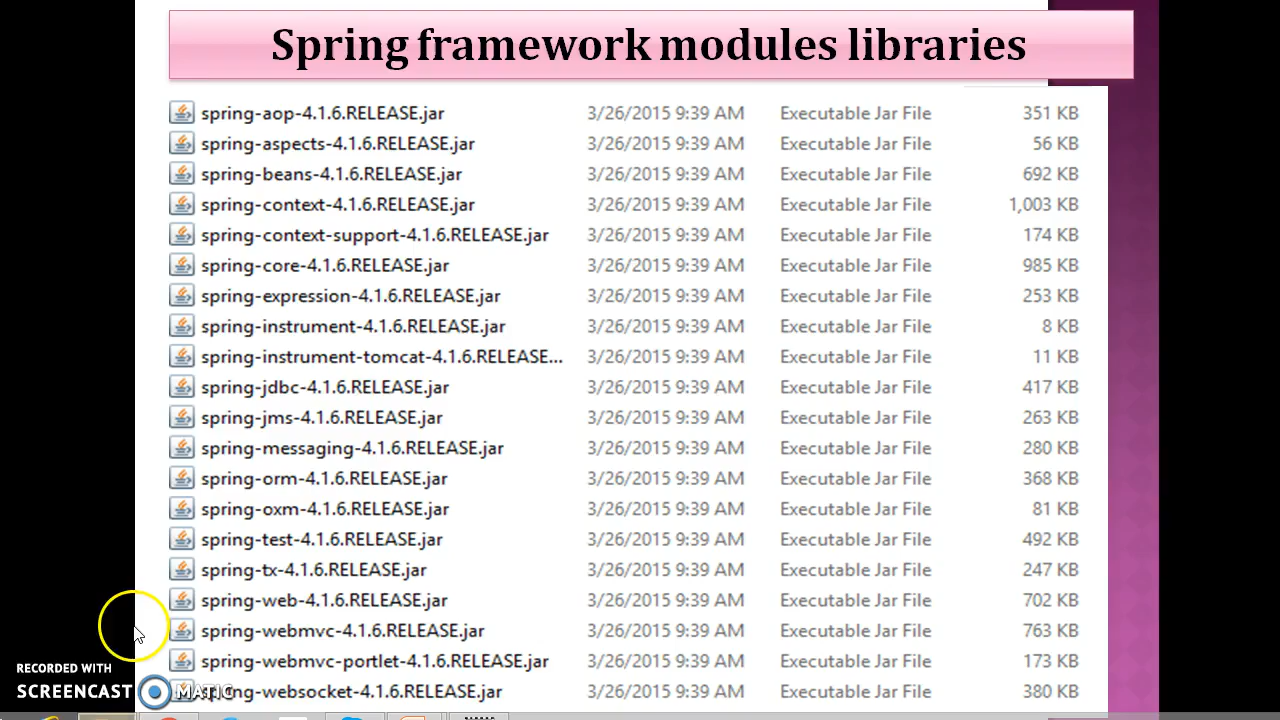 Spring framework modules libraries
spring-aop-4.1.6.RELEASE.jar 3/26/2015 9:39 AM Executable Jar File 351 KB
spring-aspects-4.1.6.RELEASE.jar 3/26/2015 9:39 AM Executable Jar File 56 KB
spring-beans-4.1.6.RELEASE.jar 3/26/2015 9:39 AM Executable Jar File 692 KB
spring-context-4.1.6.RELEASE.jar 3/26/2015 9:39 AM Executable Jar File 1,003 KB
spring-context-support-4.1.6.RELEASE.jar 3/26/2015 9:39 AM Executable Jar File 174 KB
spring-core-4.1.6.RELEASE.jar 3/26/2015 9:39 AM Executable Jar File 985 KB
spring-expression-4.1.6.RELEASE.jar 3/26/2015 9:39 AM Executable Jar File 253 KB
spring-instrument-4.1.6.RELEASE.jar 3/26/2015 9:39 AM Executable Jar File 8 KB
spring-instrument-tomcat-4.1.6.RELEASE... 3/26/2015 9:39 AM Executable Jar File 11 KB
spring-jdbc-4.1.6.RELEASE.jar 3/26/2015 9:39 AM Executable Jar File 417 KB
spring-jms-4.1.6.RELEASE.jar 3/26/2015 9:39 AM Executable Jar File 263 KB
spring-messaging-4.1.6.RELEASE.jar 3/26/2015 9:39 AM Executable Jar File 280 KB
spring-orm-4.1.6.RELEASE.jar 3/26/2015 9:39 AM Executable Jar File 368 KB
spring-oxm-4.1.6.RELEASE.jar 3/26/2015 9:39 AM Executable Jar File 81 KB
spring-test-4.1.6.RELEASE.jar 3/26/2015 9:39 AM Executable Jar File 492 KB
spring-tx-4.1.6.RELEASE.jar 3/26/2015 9:39 AM Executable Jar File 247 KB
spring-web-4.1.6.RELEASE.jar 3/26/2015 9:39 AM Executable Jar File 702 KB
spring-webmvc-4.1.6.RELEASE.jar 3/26/2015 9:39 AM Executable Jar File 763 KB
spring-webmvc-portlet-4.1.6.RELEASE.jar 3/26/2015 9:39 AM Executable Jar File 173 KB
spring-websocket-4.1.6.RELEASE.jar 3/26/2015 9:39 AM Executable Jar File 380 KB
RECORDED WITH
SCREENCAST MATIC